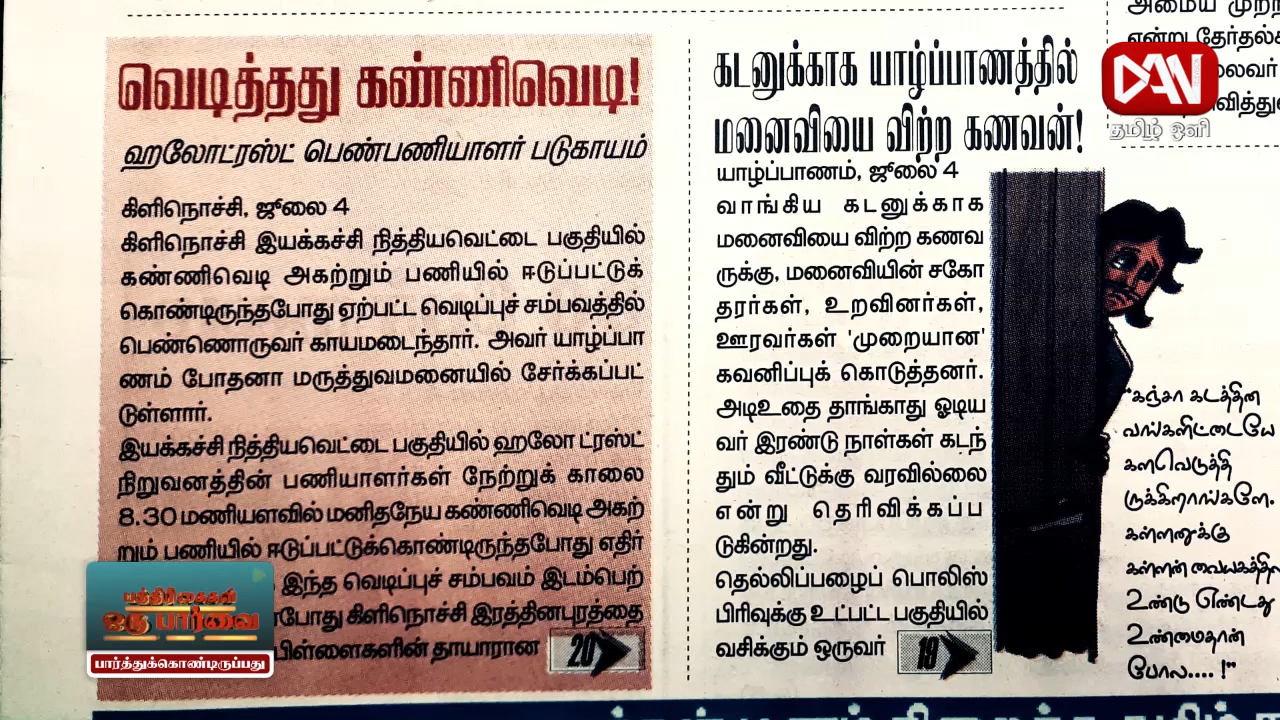 வெடித்தது கண்ணிவெடி!
ஹலோட்ரஸ்ட் பெண்பணியாளர் படுகாயம்
கிளிநொச்சி, ஜூலை 4
கிளிநொச்சி இயக்கச்சி நித்தியவெட்டை பகுதியில்
கண்ணிவெடி அகற்றும் பணியில் ஈடுப்பட்டுக்
கொண்டிருந்தபோது ஏற்பட்ட வெடிப்புச் சம்பவத்தில்
பெண்ணொருவர் காயமடைந்தார். அவர் யாழ்ப்பா
ணம் போதனா மருத்துவமனையில் சேர்க்கப்பட்
டுள்ளார்.
இயக்கச்சி நித்தியவெட்டை பகுதியில் ஹலோ ட்ரஸ்ட்
நிறுவனத்தின் பணியாளர்கள் நேற்றுக் காலை
8.30 மணியளவில் மனிதநேய கண்ணிவெடி அகற்
றும் பணியில் ஈடுப்பட்டுக்கொண்டிருந்தபோது எதிர்
இந்த வெடிப்புச் சம்பவம் இடம்பெற்
போது கிளிநொச்சி இரத்தினபுரத்தை
பிள்ளைகளின் தாயாரான
20
கடனுக்காக யாழ்ப்பாணத்தில்
மனைவியை விற்ற கணவன்!
யாழ்ப்பாணம், ஜூலை 4
வாங்கிய கடனுக்காக
மனைவியை விற்ற கணவ
ருக்கு, மனைவியின் சகோ
தரர்கள், உறவினர்கள்,
ஊரவர்கள் 'முறையான'
கவனிப்புக் கொடுத்தனர்.
அடிஉதை தாங்காது ஓடிய
வர் இரண்டு நாள்கள் கடந்
தும் வீட்டுக்கு வரவில்லை
என்று தெரிவிக்கப்ப
டுகின்றது.
தெல்லிப்பழைப் பொலிஸ்
பிரிவுக்கு உட்பட்ட பகுதியில்
வசிக்கும் ஒருவர்
19
"கஞ்சா கடத்தின
வங்களிட்டையே
களவெடுத்தி
ருக்கிறாங்களே.
கள்ளனுக்கு
கள்ளன் வையகத்தில
உண்டு எண்டது
உண்மைதான்
போல....!"
என்று தேர்தல்
DAN
தமிழ் ஒளி
பத்திரிகைகள்
ஒரு பார்வை
பார்த்துக்கொண்டிருப்பது